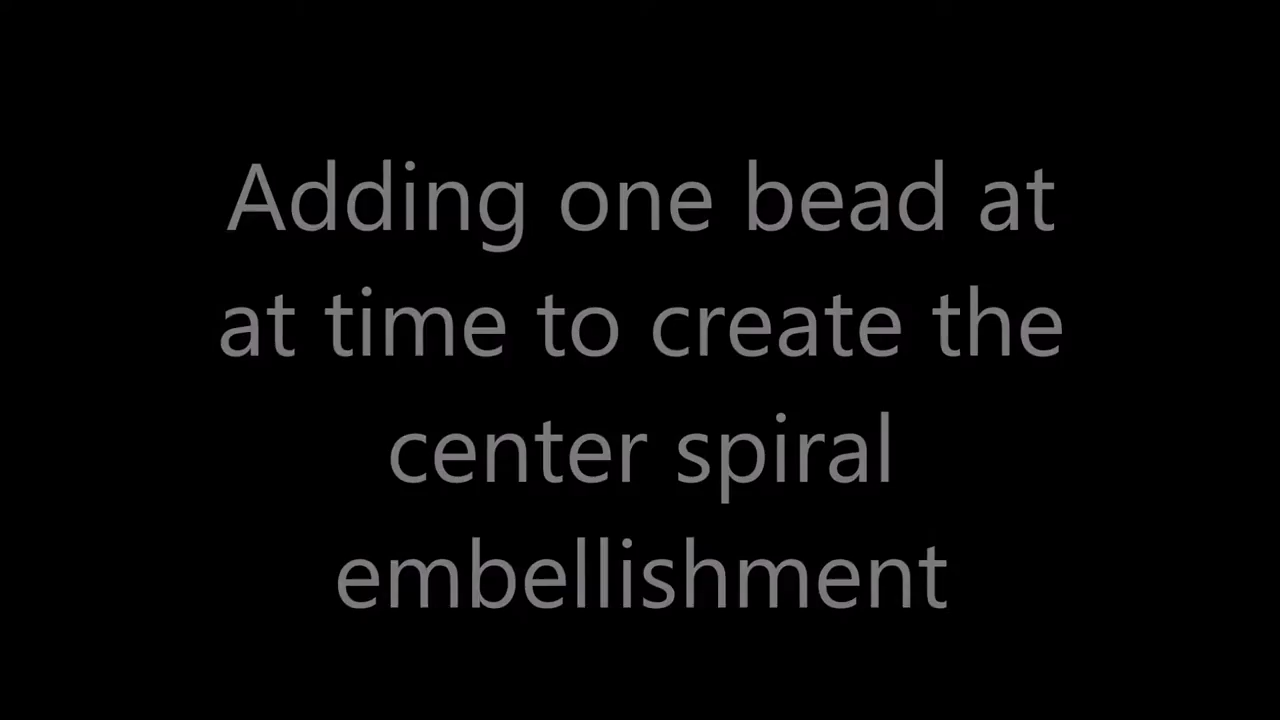 Adding one bead at
at time to create the
center spiral
embellishment